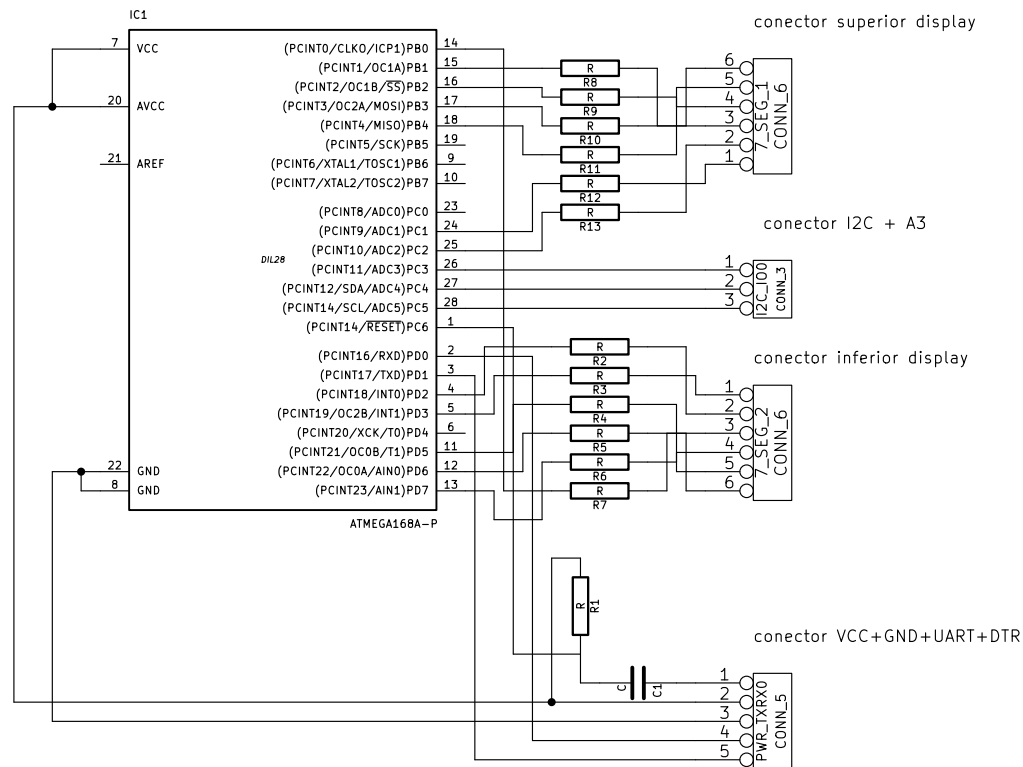 IC1
conector superior display
7 VCC (PCINT0/CLKO/ICP1)PB0 14
(PCINT1/OC1A)PB1 15 R 6
R8
(PCINT2/OC1B/SS)PB2 16 R 5
R9
20 AVCC (PCINT3/OC2A/MOSI)PB3 17 4
(PCINT4/MISO)PB4 18 R 3
R10
(PCINT5/SCK)PB5 19 R 2
R11
21 AREF (PCINT6/XTAL1/TOSC1)PB6 9 1
7_SEG_1
CONN_6
(PCINT7/XTAL2/TOSC2)PB7 10 R
R12
(PCINT8/ADC0)PC0 23 R
R13
(PCINT9/ADC1)PC1 24
conector I2C + A3
(PCINT10/ADC2)PC2 25
DIL28
(PCINT11/ADC3)PC3 26 1
(PCINT12/SDA/ADC4)PC4 27 2
(PCINT14/SCL/ADC5)PC5 28 3
I2C_IO0
CONN_3
(PCINT14/RESET)PC6 1
(PCINT16/RXD)PD0 2 R
R2
conector inferior display
(PCINT17/TXD)PD1 3 R
R3
(PCINT18/INT0)PD2 4 R 1
R4
(PCINT19/OC2B/INT1)PD3 5 2
(PCINT20/XCK/T0)PD4 6 R 3
R5
(PCINT21/OC0B/T1)PD5 11 4
22 GND (PCINT22/OC0A/AIN0)PD6 12 R 5
R6
8 GND (PCINT23/AIN1)PD7 13 R 6
R7
7_SEG_2
CONN_6
ATMEGA168A-P
R R1
conector VCC+GND+UART+DTR
C C1
1
2
3
4
5
PWR_TXRX0
CONN_5